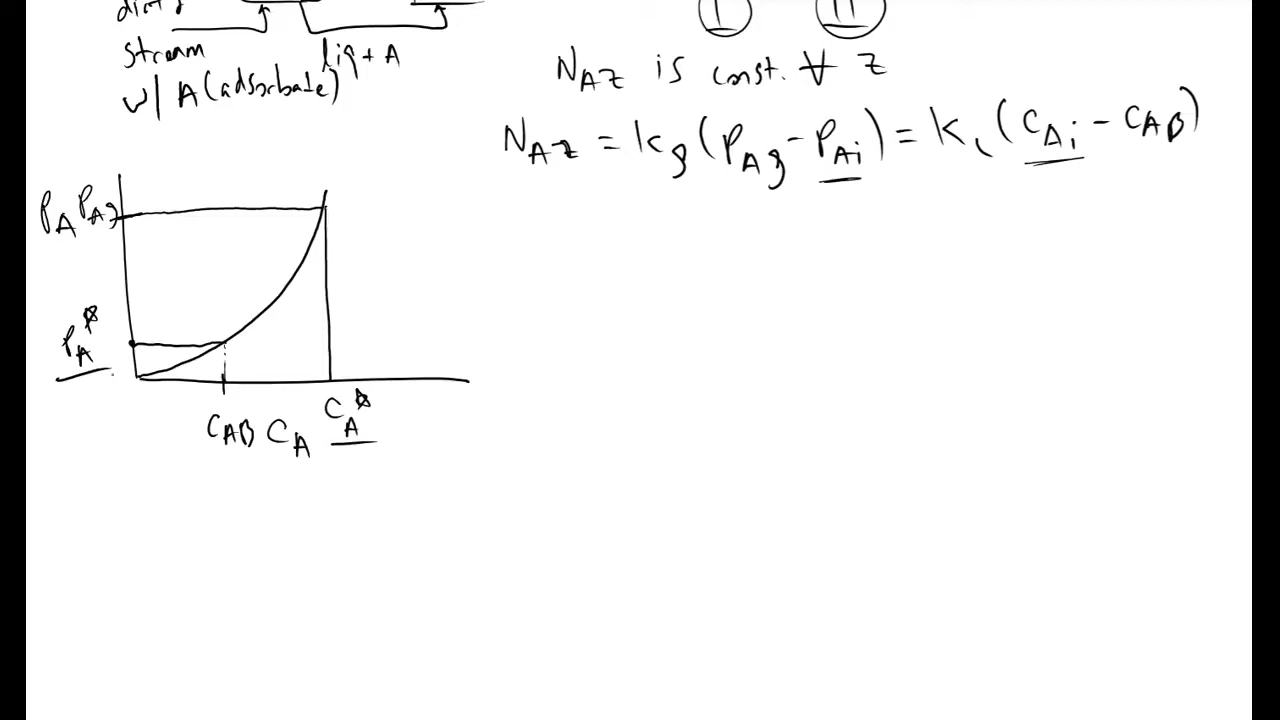 stream
liq + A
w/ A (adsorbate)
I II
N_AZ is const. ∀ z
N_AZ = k_g (P_Ag - P_Ai) = k_L (C_Ai - C_AB)
P_A P_Ag
P_A*
C_AB C_A C_A*